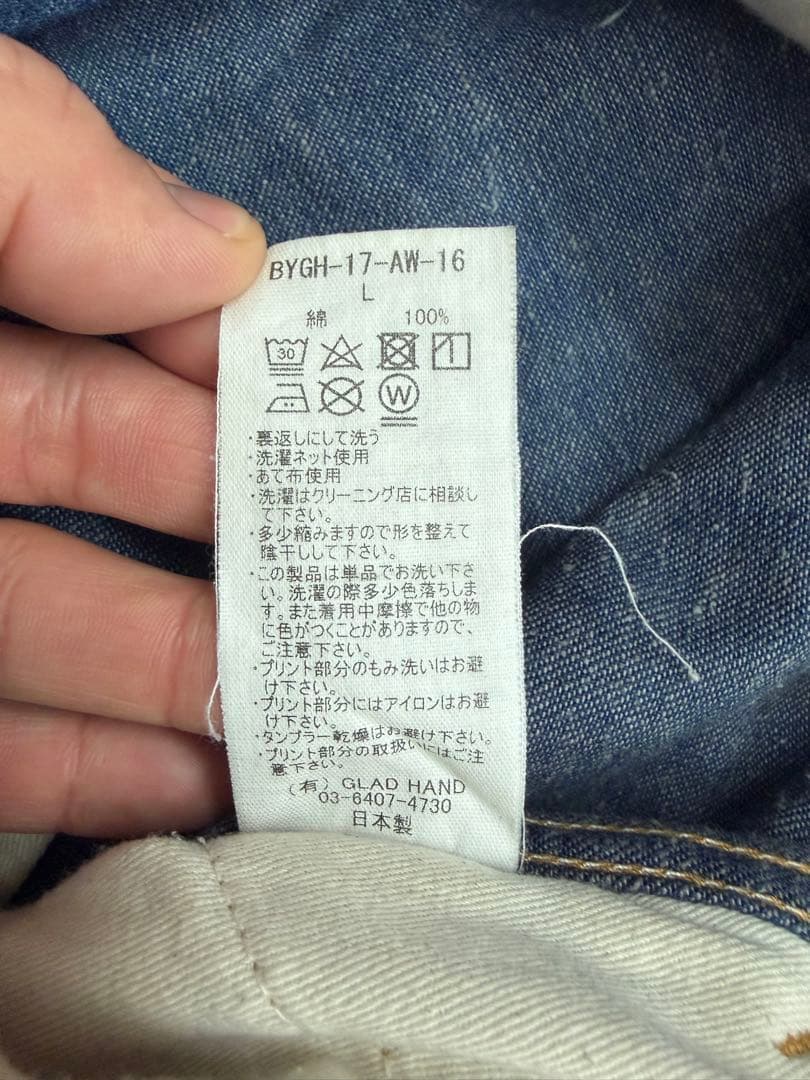 BYGH-17-AW-16
L
綿 100%
30
W
・裏返しにして洗う
・洗濯ネット使用
・あて布使用
・洗濯はクリーニング店に相談し
て下さい。
・多少縮みますので形を整えて
陰干しして下さい。
・この製品は単品でお洗い下さ
い。洗濯の際多少色落ちしま
す。また着用中摩擦で他の物
に色がつくことがありますので、
ご注意下さい。
・プリント部分のもみ洗いはお避
け下さい。
・プリント部分にはアイロンはお避
け下さい。
・タンブラー乾燥はお避け下さい。
・プリント部分の取扱いにはご注
意下さい。
(有) GLAD HAND
03-6407-4730
日本製